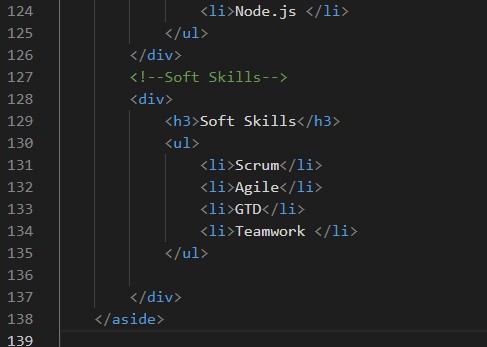 124 <li>Node.js </li>
125 </ul>
126 </div>
127 <!--Soft Skills-->
128 <div>
129 <h3>Soft Skills</h3>
130 <ul>
131 <li>Scrum</li>
132 <li>Agile</li>
133 <li>GTD</li>
134 <li>Teamwork </li>
135 </ul>
136
137 </div>
138 </aside>
139